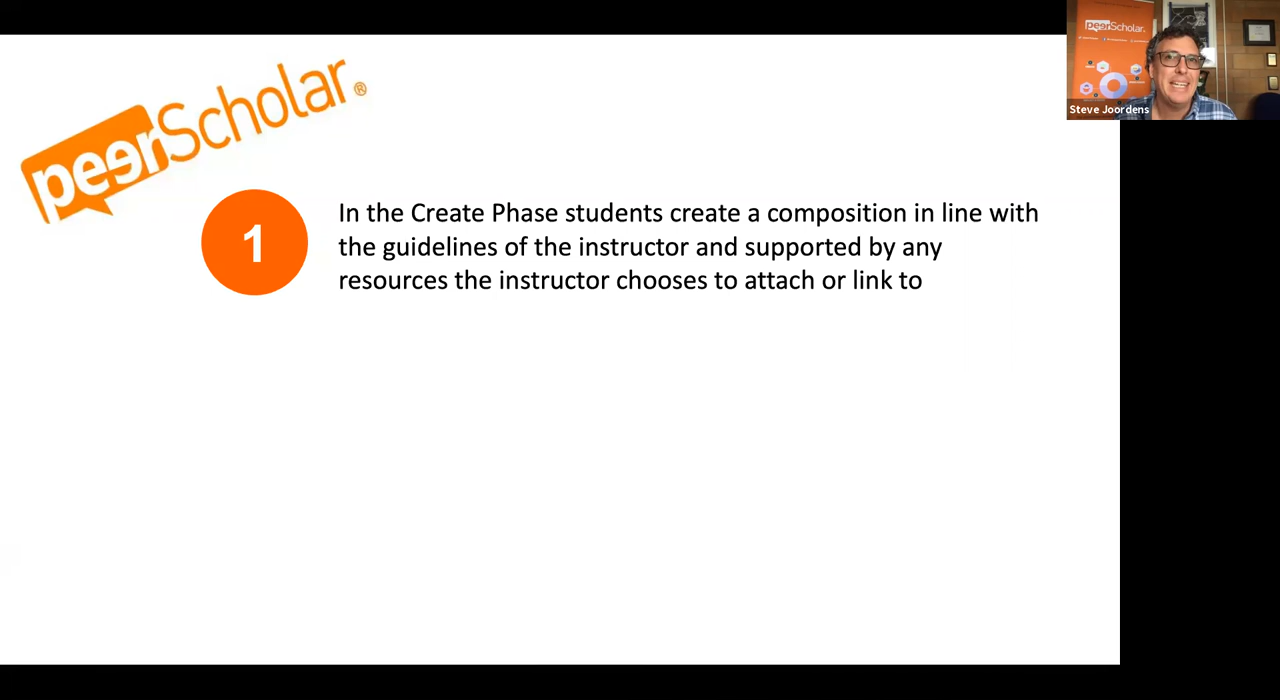 peerScholar®
1
In the Create Phase students create a composition in line with
the guidelines of the instructor and supported by any
resources the instructor chooses to attach or link to
peerScholar.
Steve Joordens